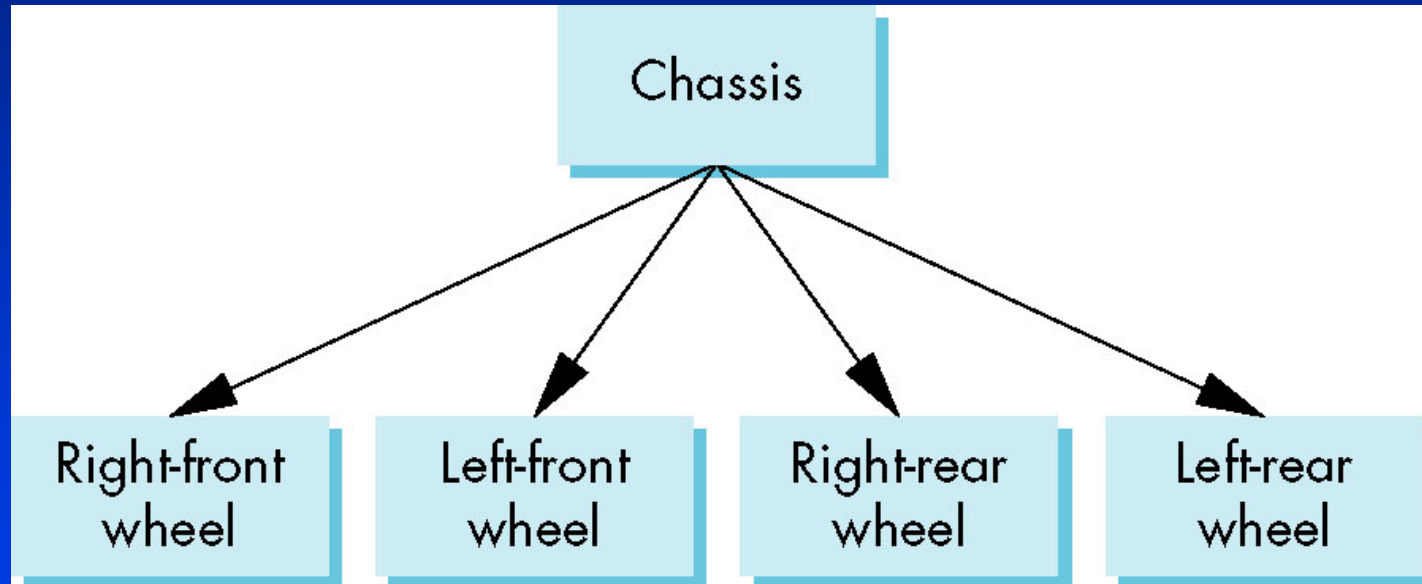 Chassis
Right-front
wheel
Left-front
wheel
Right-rear
wheel
Left-rear
wheel